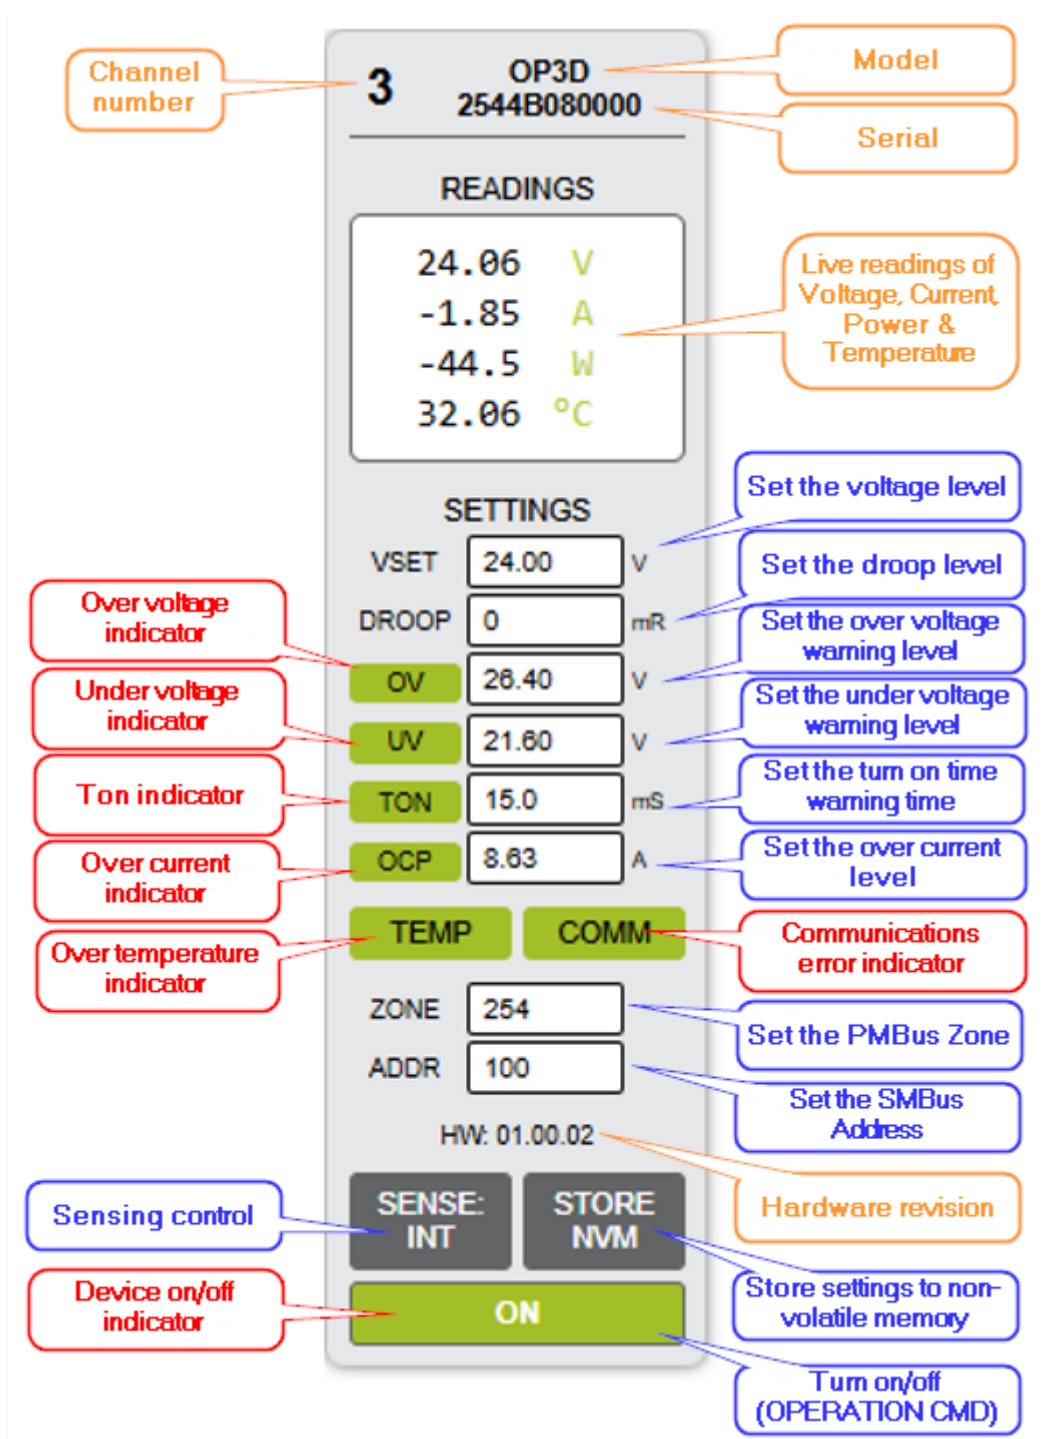 Channel
number
3
OP3D
2544B080000
Model
Serial
READINGS
24.06 V
-1.85 A
-44.5 W
32.06 °C
Live readings of
Voltage, Current,
Power &
Temperature
SETTINGS
VSET 24.00 V
Set the voltage level
DROOP 0 mR
Set the droop level
Over voltage
indicator
OV 26.40 V
Set the over voltage
warning level
Under voltage
indicator
UV 21.60 V
Set the under voltage
warning level
Ton indicator
TON 15.0 mS
Set the turn on time
warning time
Over current
indicator
OCP 8.63 A
Set the over current
level
Over temperature
indicator
TEMP COMM
Communications
error indicator
ZONE 254
Set the PMBus Zone
ADDR 100
Set the SMBus
Address
HW: 01.00.02
Hardware revision
Sensing control
SENSE:
INT
STORE
NVM
Store settings to non-
volatile memory
Device on/off
indicator
ON
Turn on/off
(OPERATION CMD)